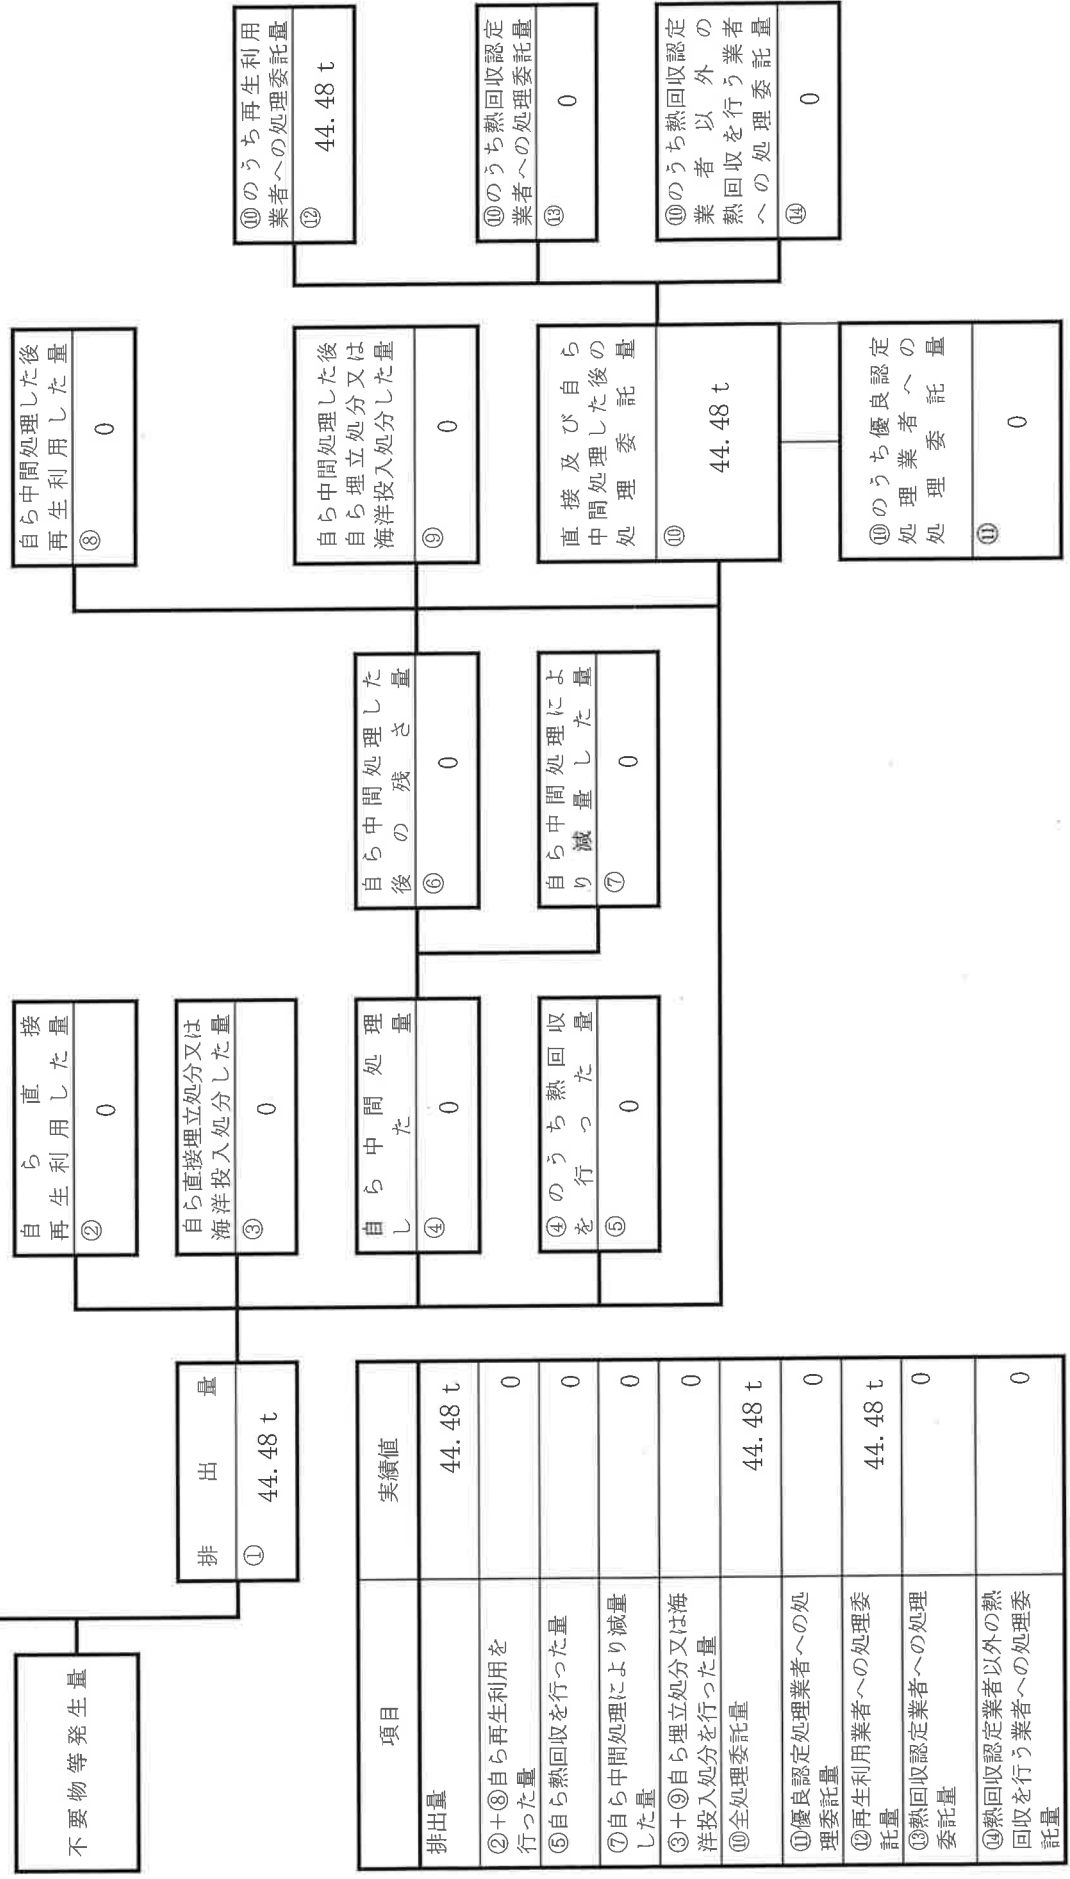 不要物等発生量
排出量
①
44.48 t
自ら直接
再生利用した量
②
0
自ら直接埋立処分又は
海洋投入処分した量
③
0
自ら中間処理
した量
④
0
④のうち熱回収
を行った量
⑤
0
自ら中間処理した
後の残さ量
⑥
0
自ら中間処理によ
り減量した量
⑦
0
自ら中間処理した後
再生利用した量
⑧
0
自ら中間処理した後
自ら埋立処分又は
海洋投入処分した量
⑨
0
直接及び自ら
中間処理した後の
処理委託量
⑩
44.48 t
⑩のうち優良認定
処理業者への
処理委託量
⑪
0
⑩のうち再生利用
業者への処理委託量
⑫
44.48 t
⑩のうち熱回収認定
業者への処理委託量
⑬
0
⑩のうち熱回収認定
業者以外の
熱回収を行う業者
への処理委託量
⑭
0
項目 実績値
排出量 44.48 t
②+⑧自ら再生利用を
行った量 0
⑤自ら熱回収を行った量 0
⑦自ら中間処理により減量
した量 0
③+⑨自ら埋立処分又は海
洋投入処分を行った量 0
⑩全処理委託量 44.48 t
⑪優良認定処理業者への処
理委託量 0
⑫再生利用業者への処理委
託量 44.48 t
⑬熱回収認定業者への処理
委託量 0
⑭熱回収認定業者以外の熱
回収を行う業者への処理委
託量 0